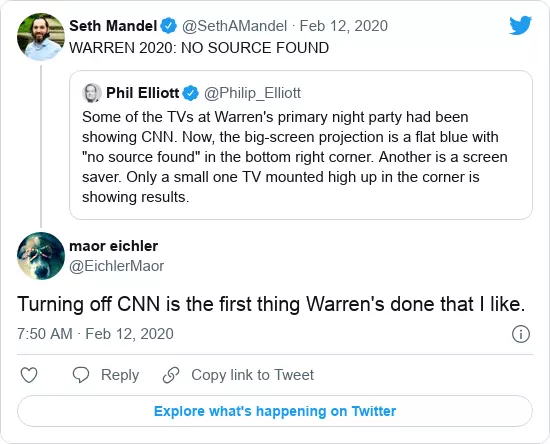 Seth Mandel @SethAMandel · Feb 12, 2020
WARREN 2020: NO SOURCE FOUND
Phil Elliott @Philip_Elliott
Some of the TVs at Warren's primary night party had been
showing CNN. Now, the big-screen projection is a flat blue with
"no source found" in the bottom right corner. Another is a screen
saver. Only a small one TV mounted high up in the corner is
showing results.
maor eichler
@EichlerMaor
Turning off CNN is the first thing Warren's done that I like.
7:50 AM · Feb 12, 2020
Reply Copy link to Tweet
Explore what's happening on Twitter